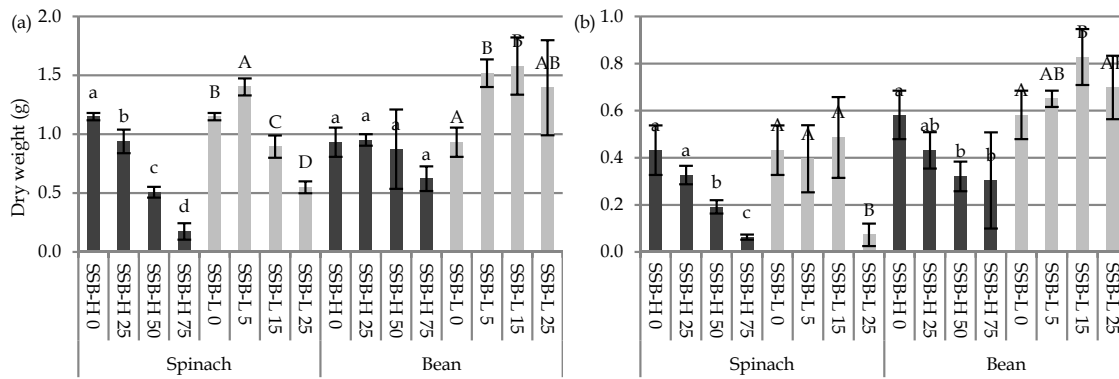 (a)
Dry weight (g)
2.0
1.5
1.0
0.5
0.0
a
b
c
d
B
A
C
D
a
a
a
a
A
B
B
AB
SSB-H 0
SSB-H 25
SSB-H 50
SSB-H 75
SSB-L 0
SSB-L 5
SSB-L 15
SSB-L 25
SSB-H 0
SSB-H 25
SSB-H 50
SSB-H 75
SSB-L 0
SSB-L 5
SSB-L 15
SSB-L 25
Spinach
Bean
(b)
1.0
0.8
0.6
0.4
0.2
0.0
a
a
b
c
A
A
A
B
a
ab
b
b
A
AB
B
SSB-H 0
SSB-H 25
SSB-H 50
SSB-H 75
SSB-L 0
SSB-L 5
SSB-L 15
SSB-L 25
SSB-H 0
SSB-H 25
SSB-H 50
SSB-H 75
SSB-L 0
SSB-L 5
SSB-L 15
SSB-L 25
Spinach
Bean